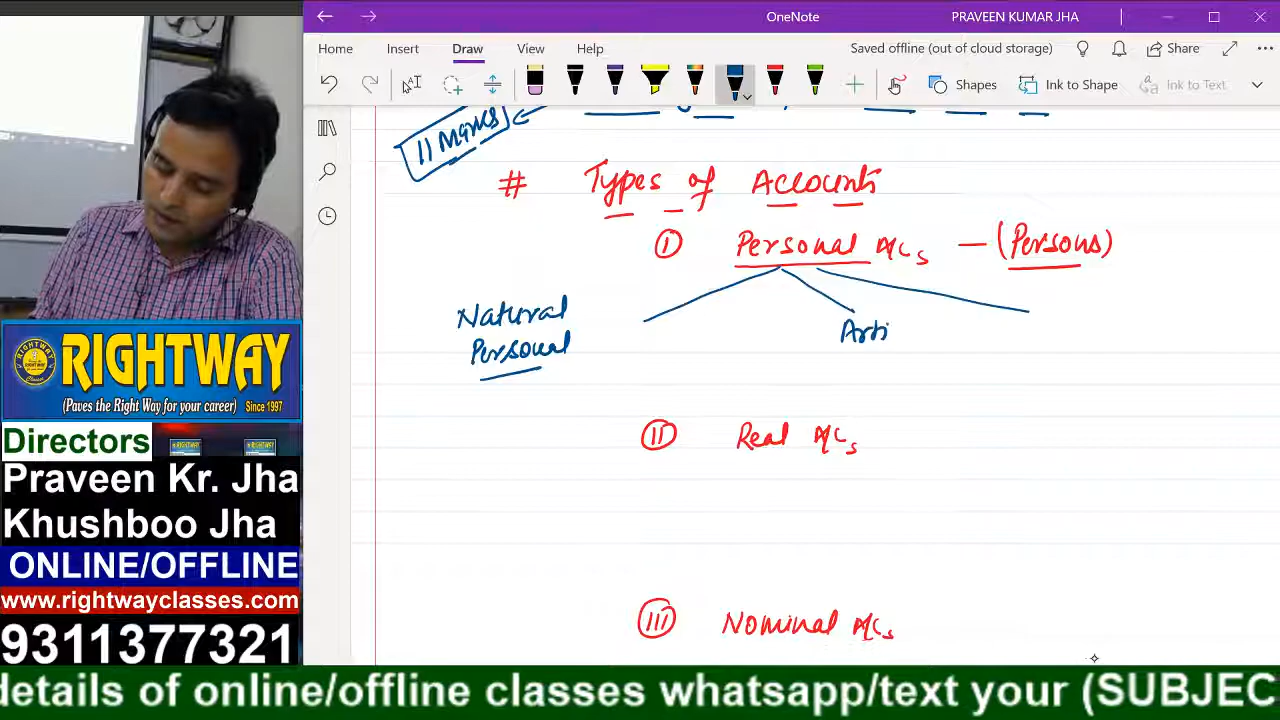 OneNote
PRAVEEN KUMAR JHA
Home Insert Draw View Help
Saved offline (out of cloud storage)
Share
Shapes
Ink to Shape
Ink to Text
11 Marks
# Types of Accounts
I Personal A/Cs — (Persons)
Natural
Personal
Arti
II Real A/Cs
III Nominal A/Cs
RIGHTWAY
(Paves the Right Way for your career) Since 1997
Directors
Praveen Kr. Jha
Khushboo Jha
ONLINE/OFFLINE
www.rightwayclasses.com
9311377321
details of online/offline classes whatsapp/text your (SUBJEC